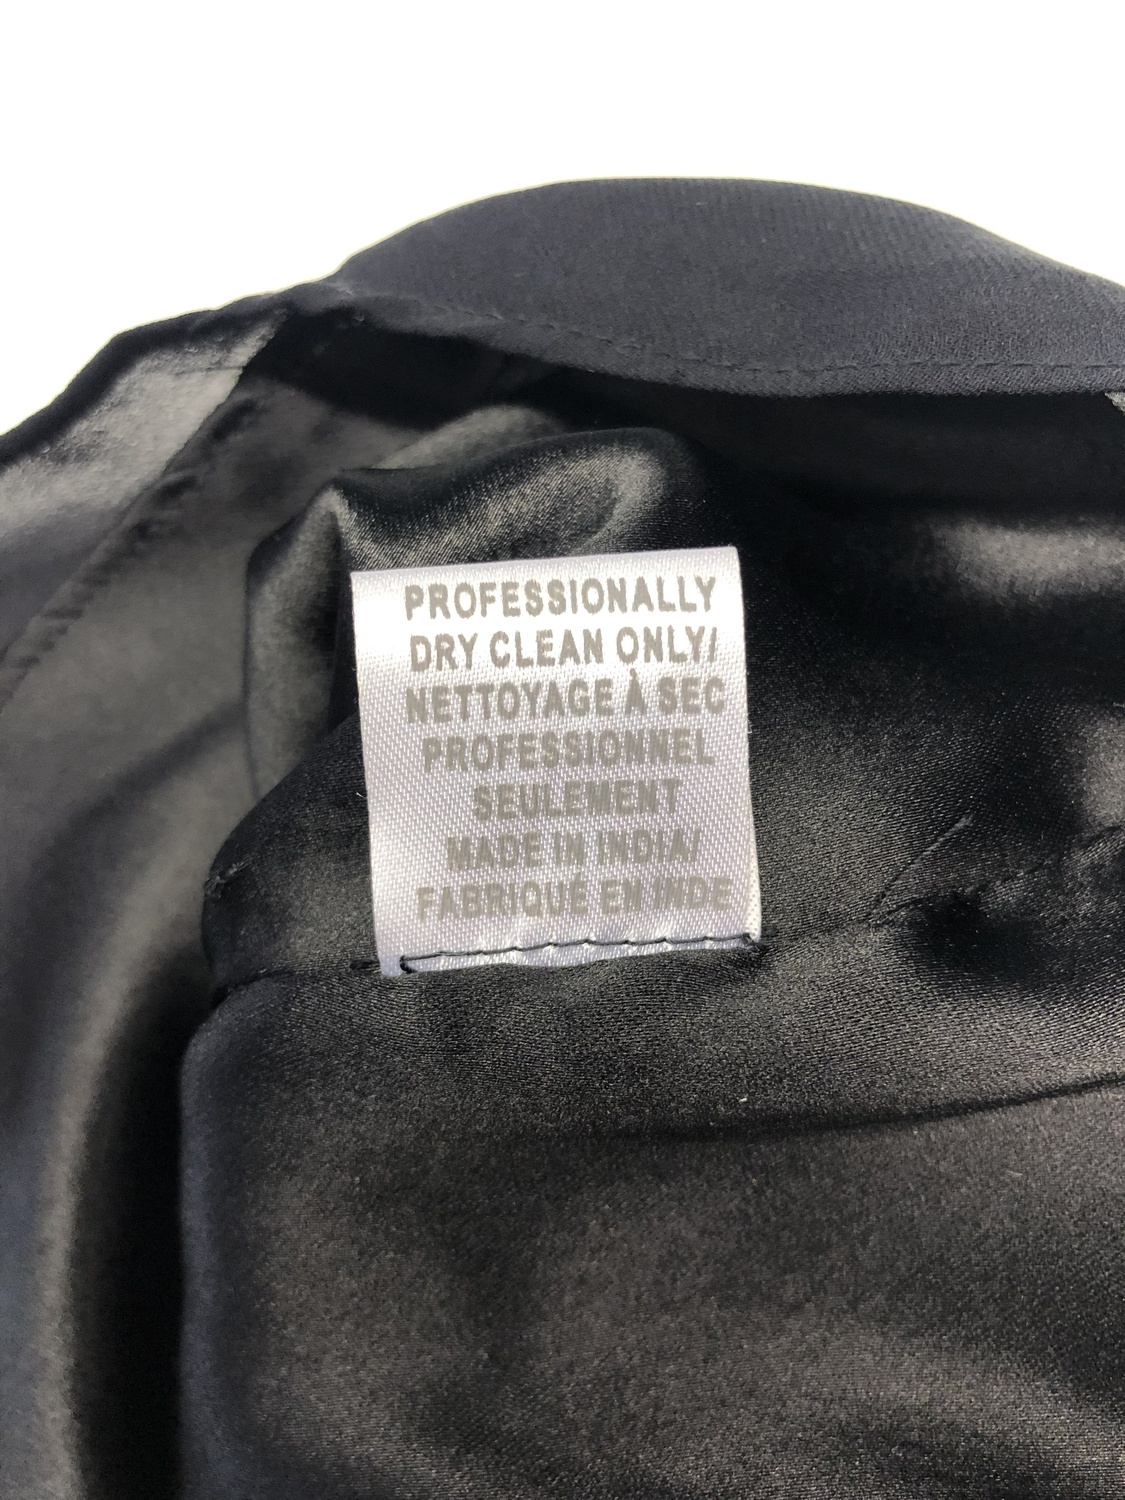 PROFESSIONALLY
DRY CLEAN ONLY/
NETTOYAGE À SEC
PROFESSIONNEL
SEULEMENT
MADE IN INDIA/
FABRIQUÉ EN INDE